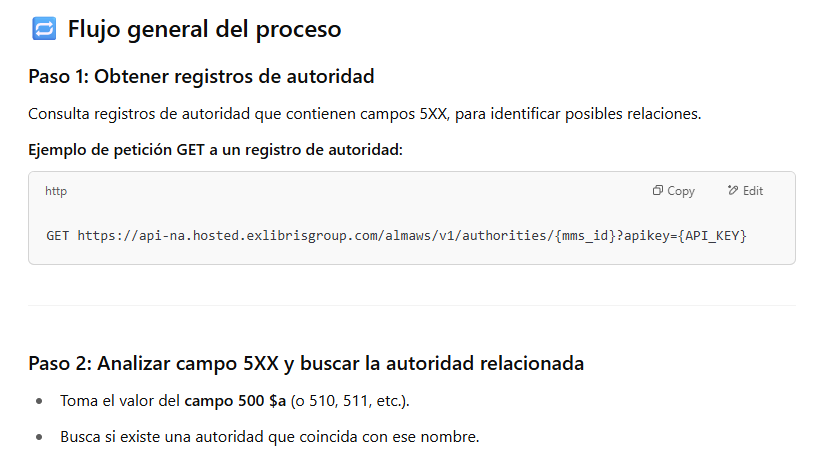 Flujo general del proceso
Paso 1: Obtener registros de autoridad
Consulta registros de autoridad que contienen campos 5XX, para identificar posibles relaciones.
Ejemplo de petición GET a un registro de autoridad:
http Copy Edit
GET https://api-na.hosted.exlibrisgroup.com/almaws/v1/authorities/{mms_id}?apikey={API_KEY}
Paso 2: Analizar campo 5XX y buscar la autoridad relacionada
• Toma el valor del campo 500 $a (o 510, 511, etc.).
• Busca si existe una autoridad que coincida con ese nombre.